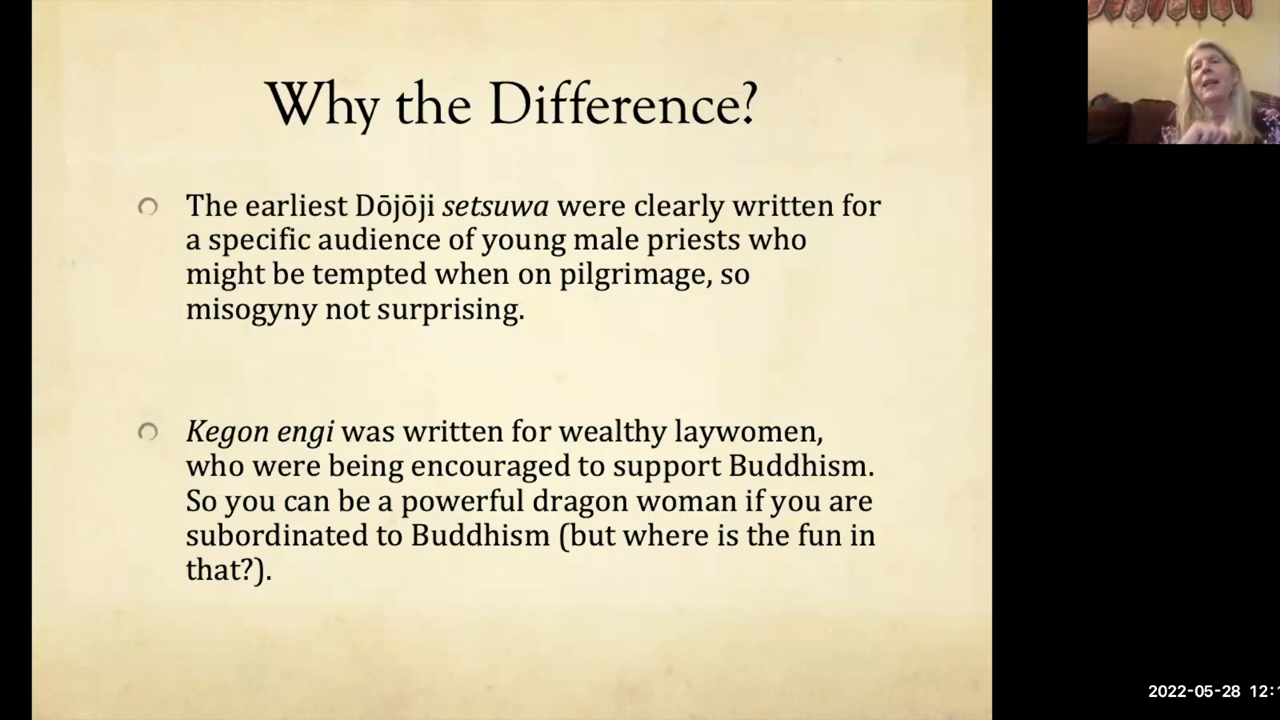 Why the Difference?
The earliest Dōjōji setsuwa were clearly written for
a specific audience of young male priests who
might be tempted when on pilgrimage, so
misogyny not surprising.
Kegon engi was written for wealthy laywomen,
who were being encouraged to support Buddhism.
So you can be a powerful dragon woman if you are
subordinated to Buddhism (but where is the fun in
that?).
2022-05-28